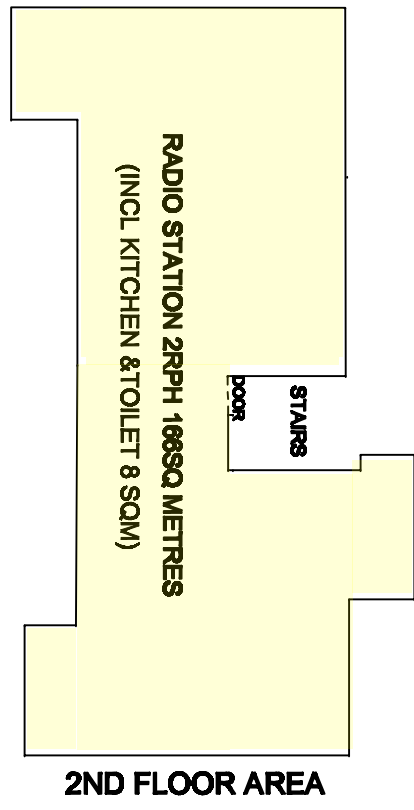 RADIO STATION 2RPH 166SQ METRES
(INCL KITCHEN &TOILET 8 SQM)
DOOR
STAIRS
2ND FLOOR AREA